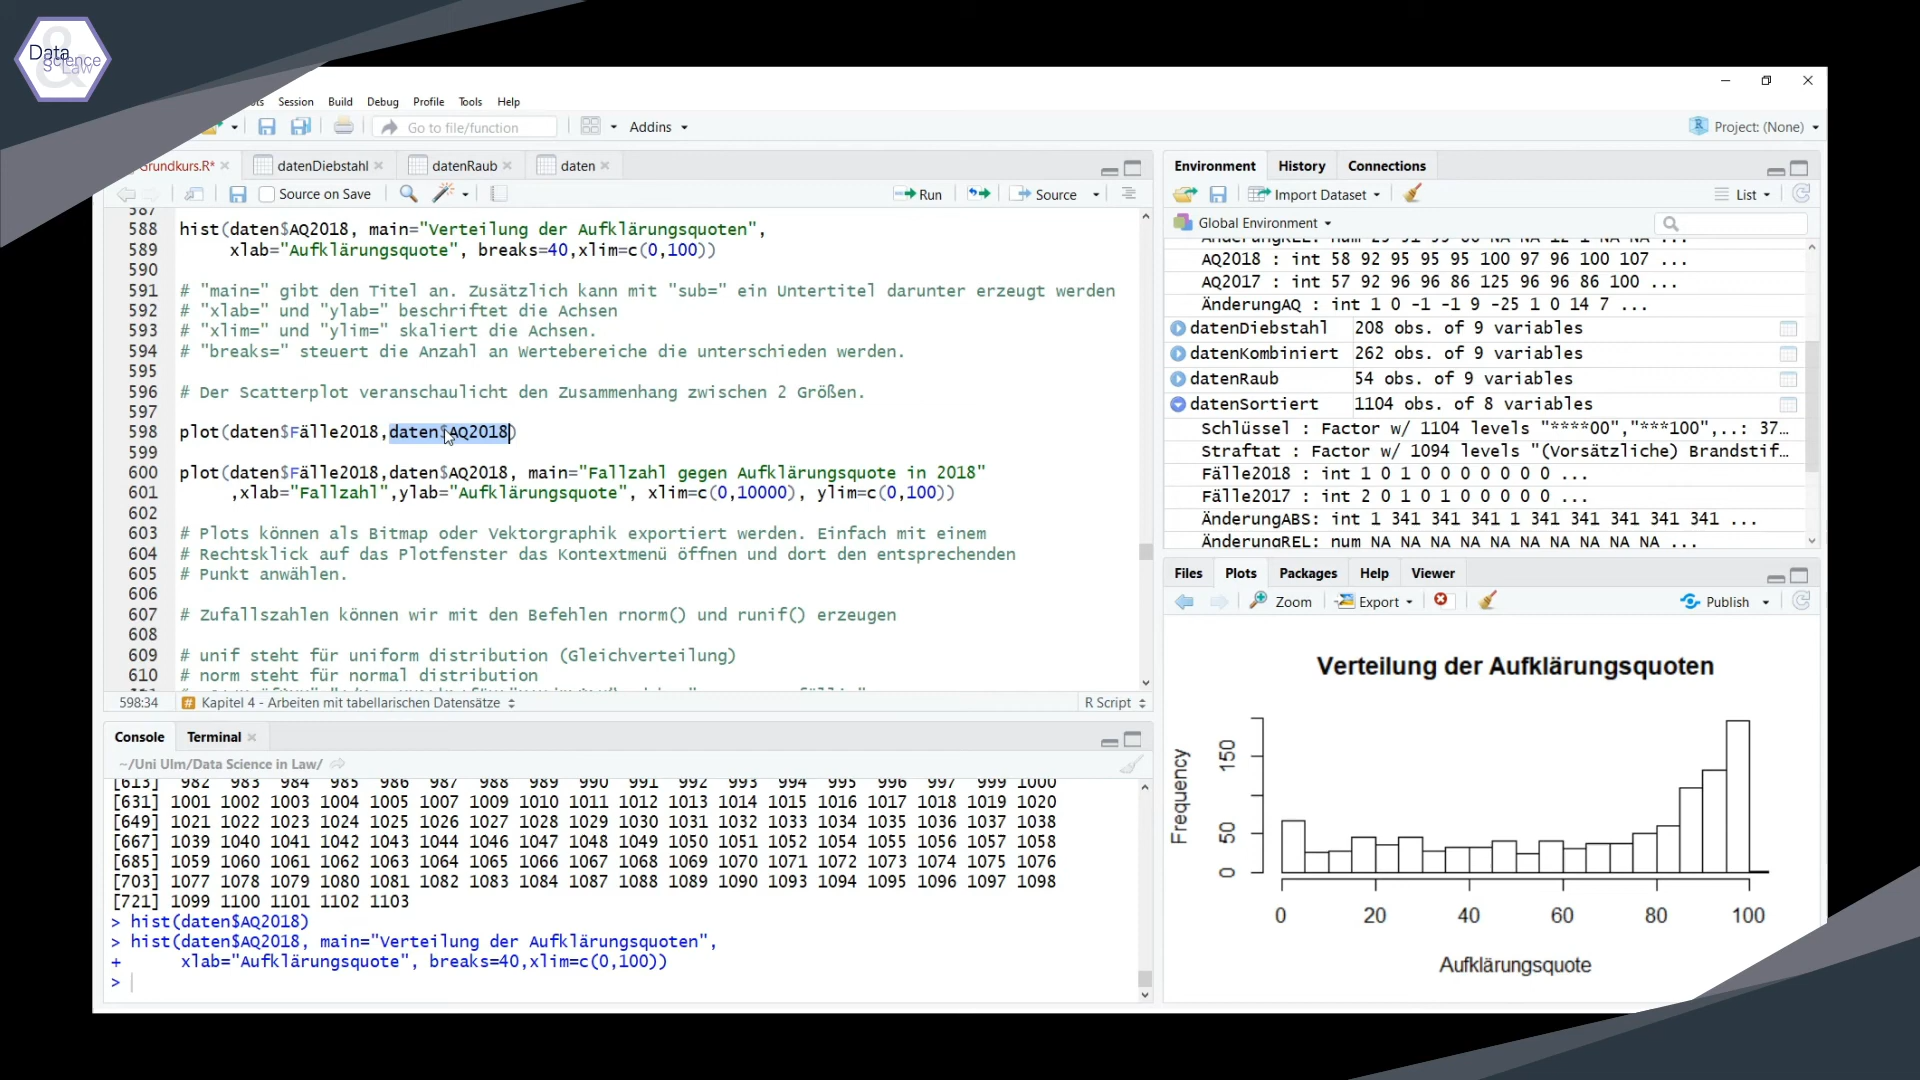 Data
Science
Law
&
Session Build Debug Profile Tools Help
Go to file/function
Addins
Project: (None)
Grundkurs.R*
datenDiebstahl
datenRaub
daten
Source on Save
Run
Source
587
588 hist(daten$AQ2018, main="Verteilung der Aufklärungsquoten",
589 xlab="Aufklärungsquote", breaks=40,xlim=c(0,100))
590
591 # "main=" gibt den Titel an. Zusätzlich kann mit "sub=" ein Untertitel darunter erzeugt werden
592 # "xlab=" und "ylab=" beschriftet die Achsen
593 # "xlim=" und "ylim=" skaliert die Achsen.
594 # "breaks=" steuert die Anzahl an Wertebereiche die unterschieden werden.
595
596 # Der Scatterplot veranschaulicht den Zusammenhang zwischen 2 Größen.
597
598 plot(daten$Fälle2018,daten$AQ2018)
599
600 plot(daten$Fälle2018,daten$AQ2018, main="Fallzahl gegen Aufklärungsquote in 2018"
601 ,xlab="Fallzahl",ylab="Aufklärungsquote", xlim=c(0,10000), ylim=c(0,100))
602
603 # Plots können als Bitmap oder Vektorgraphik exportiert werden. Einfach mit einem
604 # Rechtsklick auf das Plotfenster das Kontextmenü öffnen und dort den entsprechenden
605 # Punkt anwählen.
606
607 # Zufallszahlen können wir mit den Befehlen rnorm() und runif() erzeugen
608
609 # unif steht für uniform distribution (Gleichverteilung)
610 # norm steht für normal distribution
598:34 # Kapitel 4 - Arbeiten mit tabellarischen Datensätze R Script
Console Terminal
~/Uni Ulm/Data Science in Law/
[613] 982 983 984 985 986 987 988 989 990 991 992 993 994 995 996 997 999 1000
[631] 1001 1002 1003 1004 1005 1007 1009 1010 1011 1012 1013 1014 1015 1016 1017 1018 1019 1020
[649] 1021 1022 1023 1024 1025 1026 1027 1028 1029 1030 1031 1032 1033 1034 1035 1036 1037 1038
[667] 1039 1040 1041 1042 1043 1044 1045 1046 1047 1048 1049 1050 1051 1052 1054 1055 1056 1058
[685] 1059 1060 1061 1062 1063 1064 1065 1066 1067 1068 1069 1070 1071 1072 1073 1074 1075 1076
[703] 1077 1078 1079 1080 1081 1082 1083 1084 1087 1088 1089 1090 1093 1094 1095 1096 1097 1098
[721] 1099 1100 1101 1102 1103
> hist(daten$AQ2018)
> hist(daten$AQ2018, main="Verteilung der Aufklärungsquoten",
+ xlab="Aufklärungsquote", breaks=40,xlim=c(0,100))
>
Environment History Connections
Import Dataset
List
Global Environment
ÄnderungREL: num
AQ2018 : int 58 92 95 95 95 100 97 96 100 107 ...
AQ2017 : int 57 92 96 96 86 125 96 96 86 100 ...
ÄnderungAQ : int 1 0 -1 -1 9 -25 1 0 14 7 ...
datenDiebstahl 208 obs. of 9 variables
datenKombiniert 262 obs. of 9 variables
datenRaub 54 obs. of 9 variables
datenSortiert 1104 obs. of 8 variables
Schlüssel : Factor w/ 1104 levels "****00","***100",..: 37…
Straftat : Factor w/ 1094 levels "(Vorsätzliche) Brandstif…
Fälle2018 : int 1 0 1 0 0 0 0 0 0 0 ...
Fälle2017 : int 2 0 1 0 1 0 0 0 0 0 ...
ÄnderungABS: int 1 341 341 341 1 341 341 341 341 341 ...
ÄnderungREL: num NA NA NA NA NA NA NA NA NA NA ...
Files Plots Packages Help Viewer
Zoom Export Publish
Verteilung der Aufklärungsquoten
Frequency
150
50
0
0 20 40 60 80 100
Aufklärungsquote